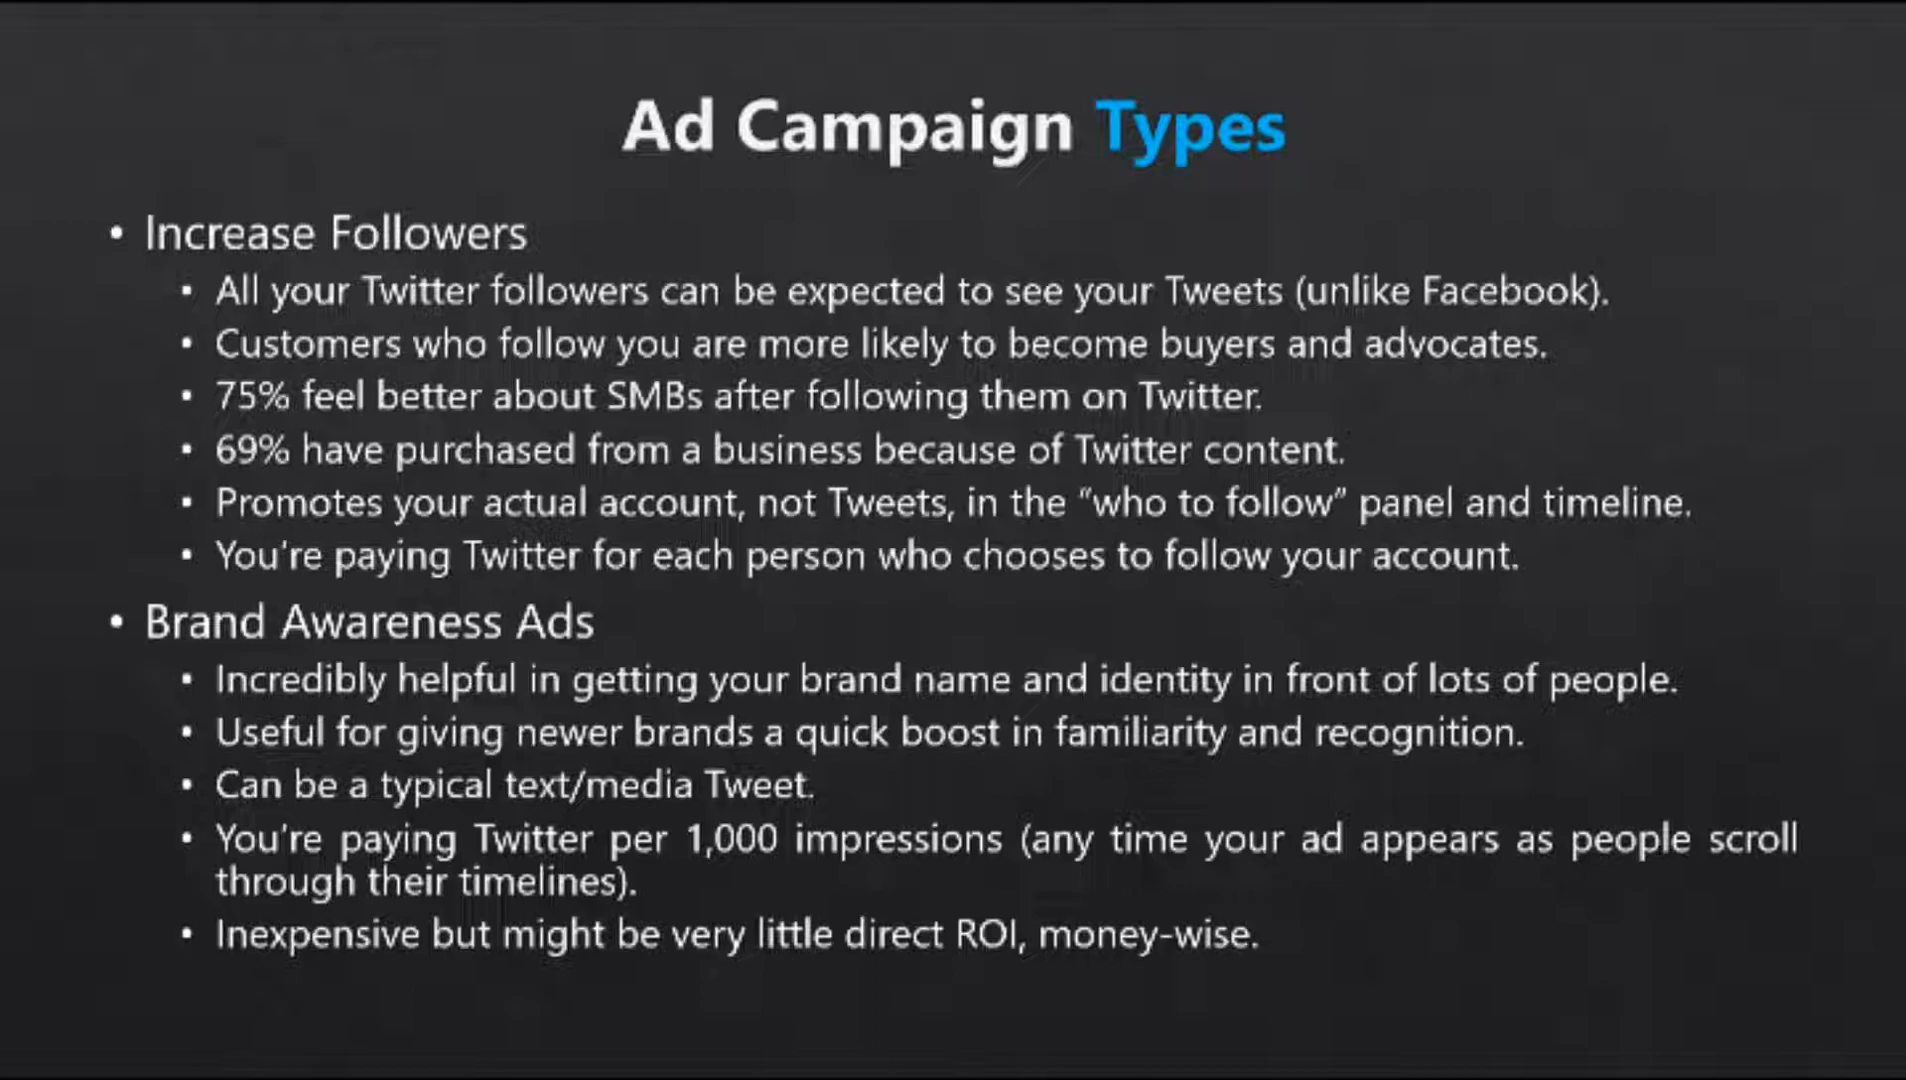 Ad Campaign Types
• Increase Followers
• All your Twitter followers can be expected to see your Tweets (unlike Facebook).
• Customers who follow you are more likely to become buyers and advocates.
• 75% feel better about SMBs after following them on Twitter.
• 69% have purchased from a business because of Twitter content.
• Promotes your actual account, not Tweets, in the “who to follow” panel and timeline.
• You're paying Twitter for each person who chooses to follow your account.
• Brand Awareness Ads
• Incredibly helpful in getting your brand name and identity in front of lots of people.
• Useful for giving newer brands a quick boost in familiarity and recognition.
• Can be a typical text/media Tweet.
• You're paying Twitter per 1,000 impressions (any time your ad appears as people scroll
through their timelines).
• Inexpensive but might be very little direct ROI, money-wise.